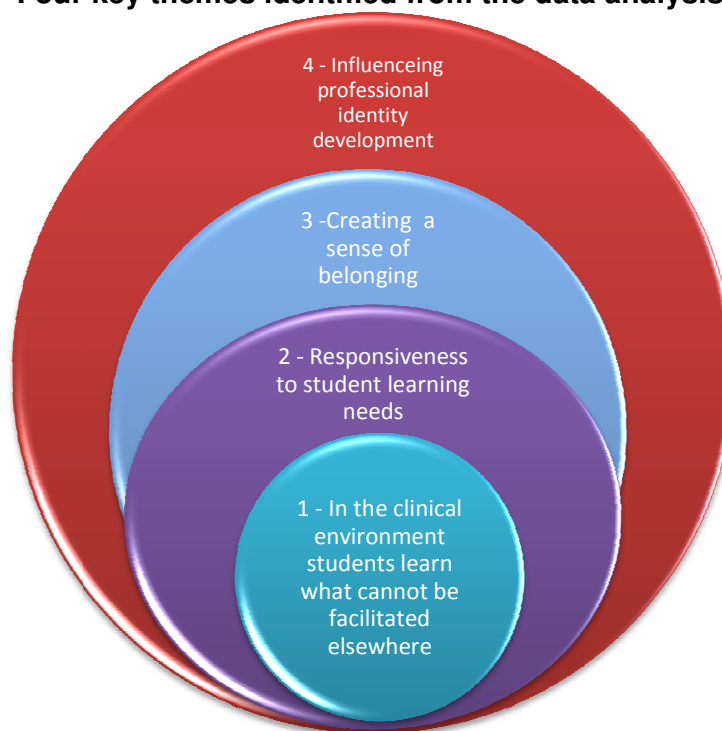 Four key themes identified from the data analysis
4 - Influenceing
professional
identity
development
3 -Creating a
sense of
belonging
2 - Responsiveness
to student learning
needs
1 - In the clinical
environment
students learn
what cannot be
facilitated
elsewhere